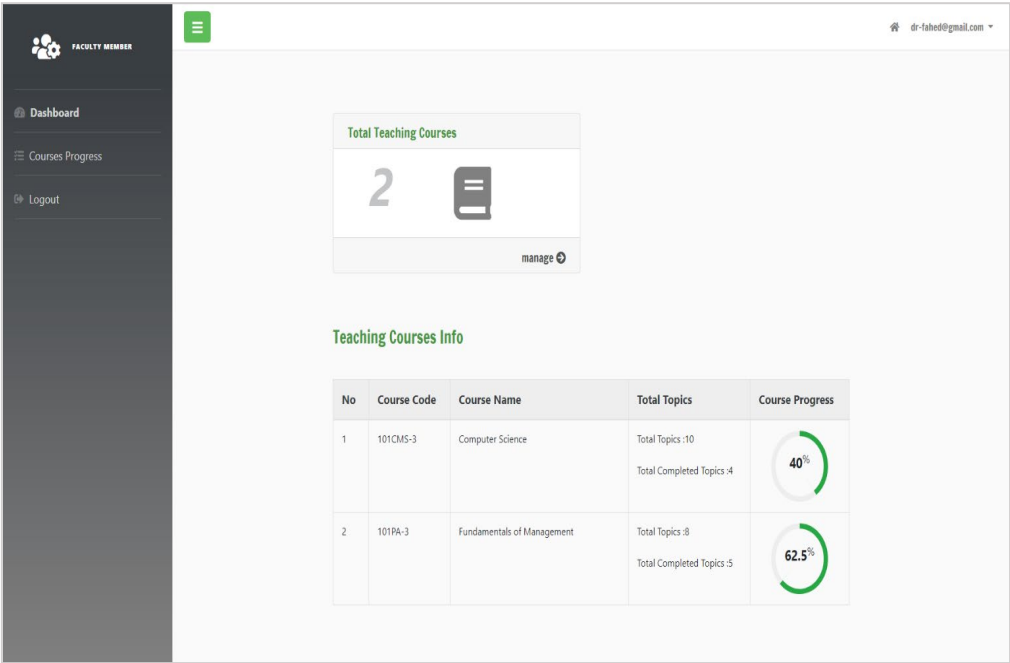 FACULTY MEMBER
dr-fahed@gmail.com
Dashboard
Courses Progress
Logout
Total Teaching Courses
2
manage
Teaching Courses Info
No Course Code Course Name Total Topics Course Progress
1 101CMS-3 Computer Science Total Topics :10
Total Completed Topics :4
40%
2 101PA-3 Fundamentals of Management Total Topics :8
Total Completed Topics :5
62.5%